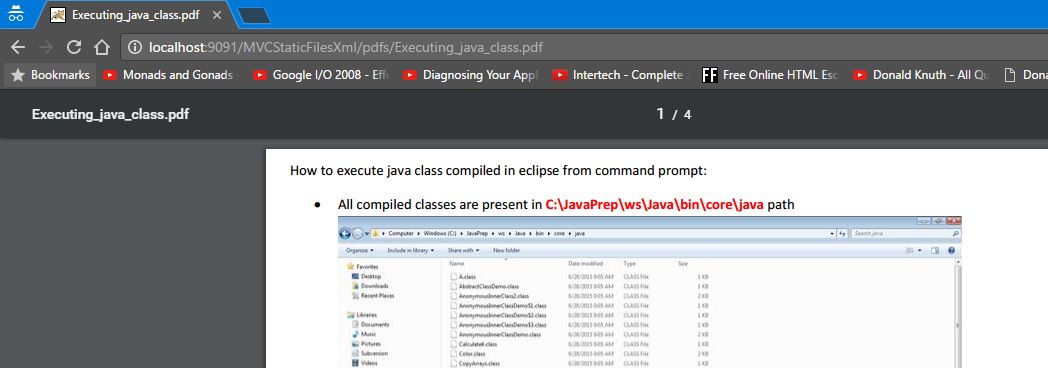 Executing_java_class.pdf
localhost:9091/MVCStaticFilesXml/pdfs/Executing_java_class.pdf
Bookmarks Monads and Gonads Google I/O 2008 - Eff Diagnosing Your Appl Intertech - Complete Free Online HTML Esc Donald Knuth - All Qu Dona
Executing_java_class.pdf 1 / 4
How to execute java class compiled in eclipse from command prompt:
• All compiled classes are present in C:\JavaPrep\ws\Java\bin\core\java path
Computer Windows (C:) JavaPrep ws Java bin core java Search java
Organize Include in library Share with New folder
Name Date modified Type Size
Favorites
Desktop A.class 6/28/2015 9:05 AM CLASS File 1 KB
Downloads AbstractClassDemo.class 6/28/2015 9:05 AM CLASS File 1 KB
Recent Places AnonymousInnerClass2.class 6/28/2015 9:05 AM CLASS File 2 KB
AnonymousInnerClassDemo$1.class 6/28/2015 9:05 AM CLASS File 1 KB
Libraries AnonymousInnerClassDemo$2.class 6/28/2015 9:05 AM CLASS File 1 KB
Documents AnonymousInnerClassDemo$3.class 6/28/2015 9:05 AM CLASS File 1 KB
Music AnonymousInnerClassDemo.class 6/28/2015 9:05 AM CLASS File 2 KB
Pictures Calculate4.class 6/28/2015 9:05 AM CLASS File 1 KB
Subversion Color.class 6/28/2015 9:05 AM CLASS File 2 KB
Videos CopyArrays.class 6/28/2015 9:05 AM CLASS File 1 KB